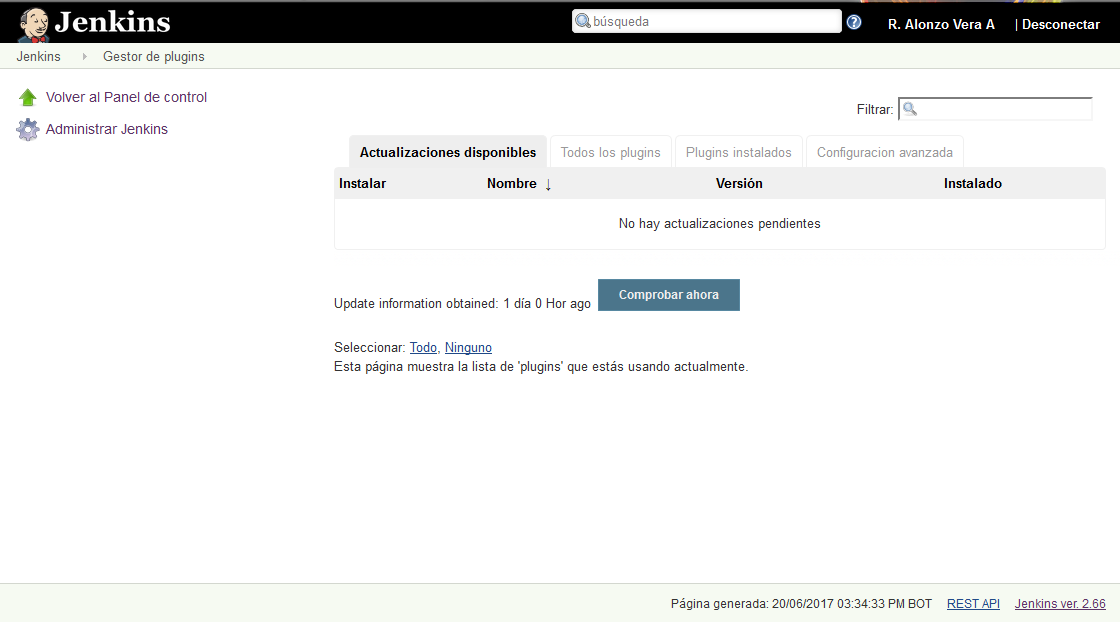 Jenkins
búsqueda
?
R. Alonzo Vera A | Desconectar
Jenkins Gestor de plugins
Volver al Panel de control
Administrar Jenkins
Filtrar:
Actualizaciones disponibles Todos los plugins Plugins instalados Configuracion avanzada
Instalar Nombre ↓ Versión Instalado
No hay actualizaciones pendientes
Update information obtained: 1 día 0 Hor ago Comprobar ahora
Seleccionar: Todo, Ninguno
Esta página muestra la lista de 'plugins' que estás usando actualmente.
Página generada: 20/06/2017 03:34:33 PM BOT REST API Jenkins ver. 2.66